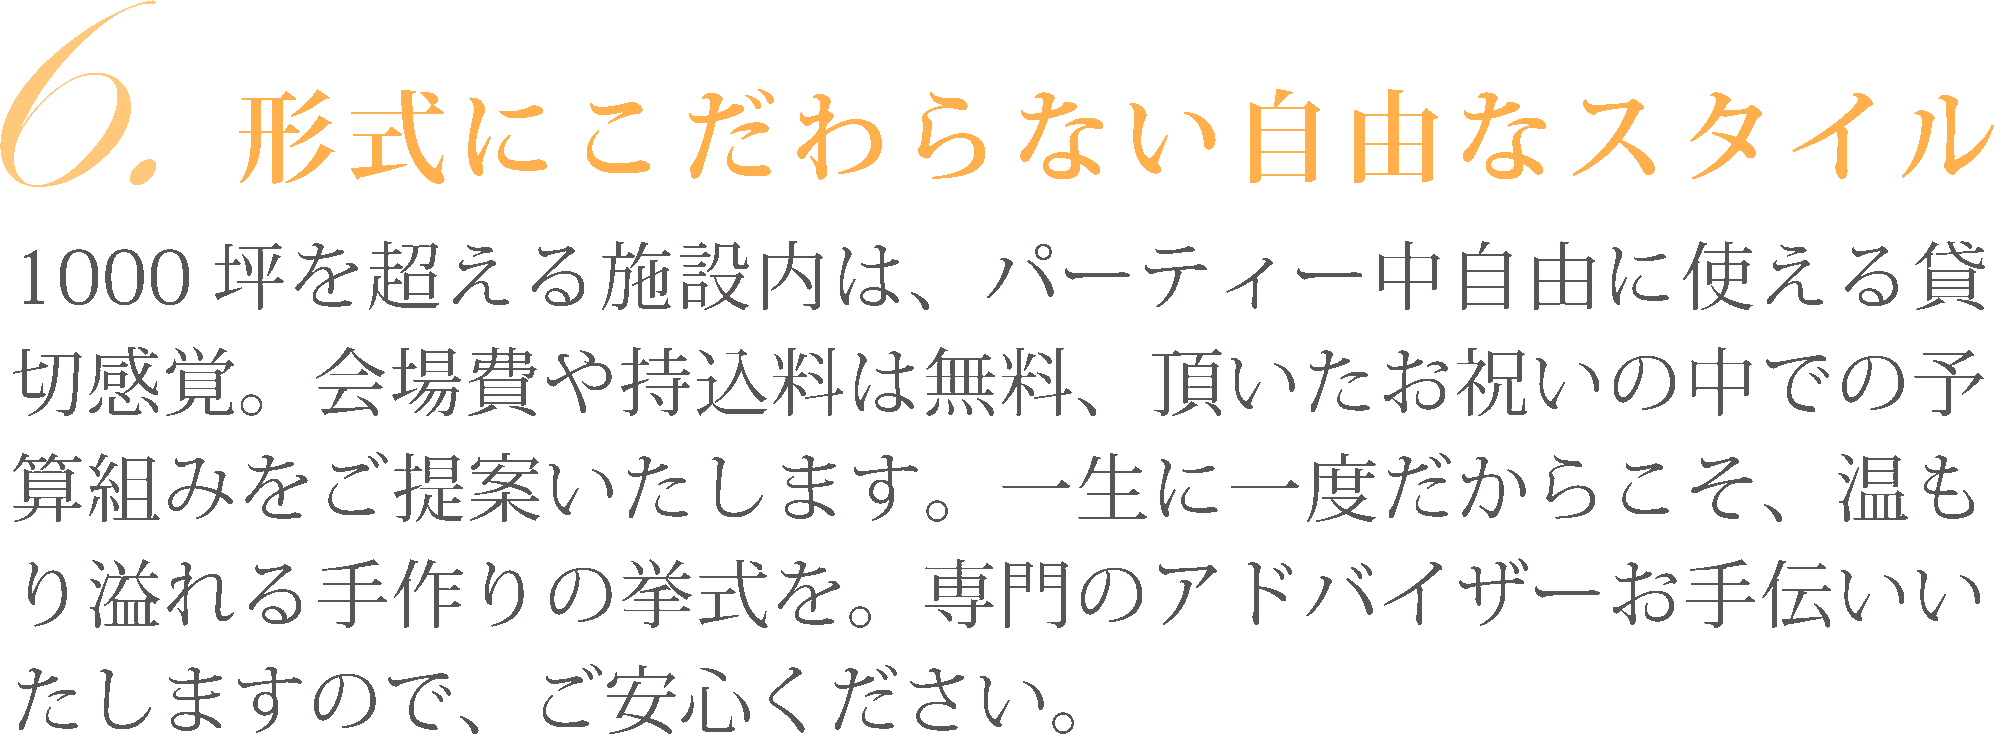 6. 形式にこだわらない自由なスタイル
1000坪を超える施設内は、パーティー中自由に使える貸
切感覚。会場費や持込料は無料、頂いたお祝いの中での予
算組みをご提案いたします。一生に一度だからこそ、温も
り溢れる手作りの挙式を。専門のアドバイザーお手伝いい
たしますので、ご安心ください。